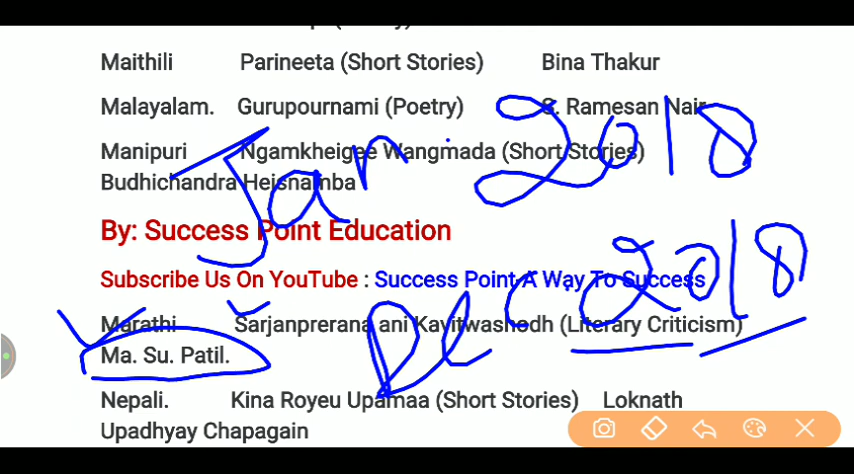 Maithili Parineeta (Short Stories) Bina Thakur
Malayalam. Gurupournami (Poetry) S. Ramesan Nair
Manipuri Ngamkheigee Wangmada (Short Stories)
Budhichandra Heisnamba
Jan 2018
By: Success Point Education
Subscribe Us On YouTube : Success Point A Way To Success
Dec 2018
Marathi Sarjanprerana ani Kavitwashodh (Literary Criticism)
Ma. Su. Patil.
Nepali. Kina Royeu Upamaa (Short Stories) Loknath
Upadhyay Chapagain